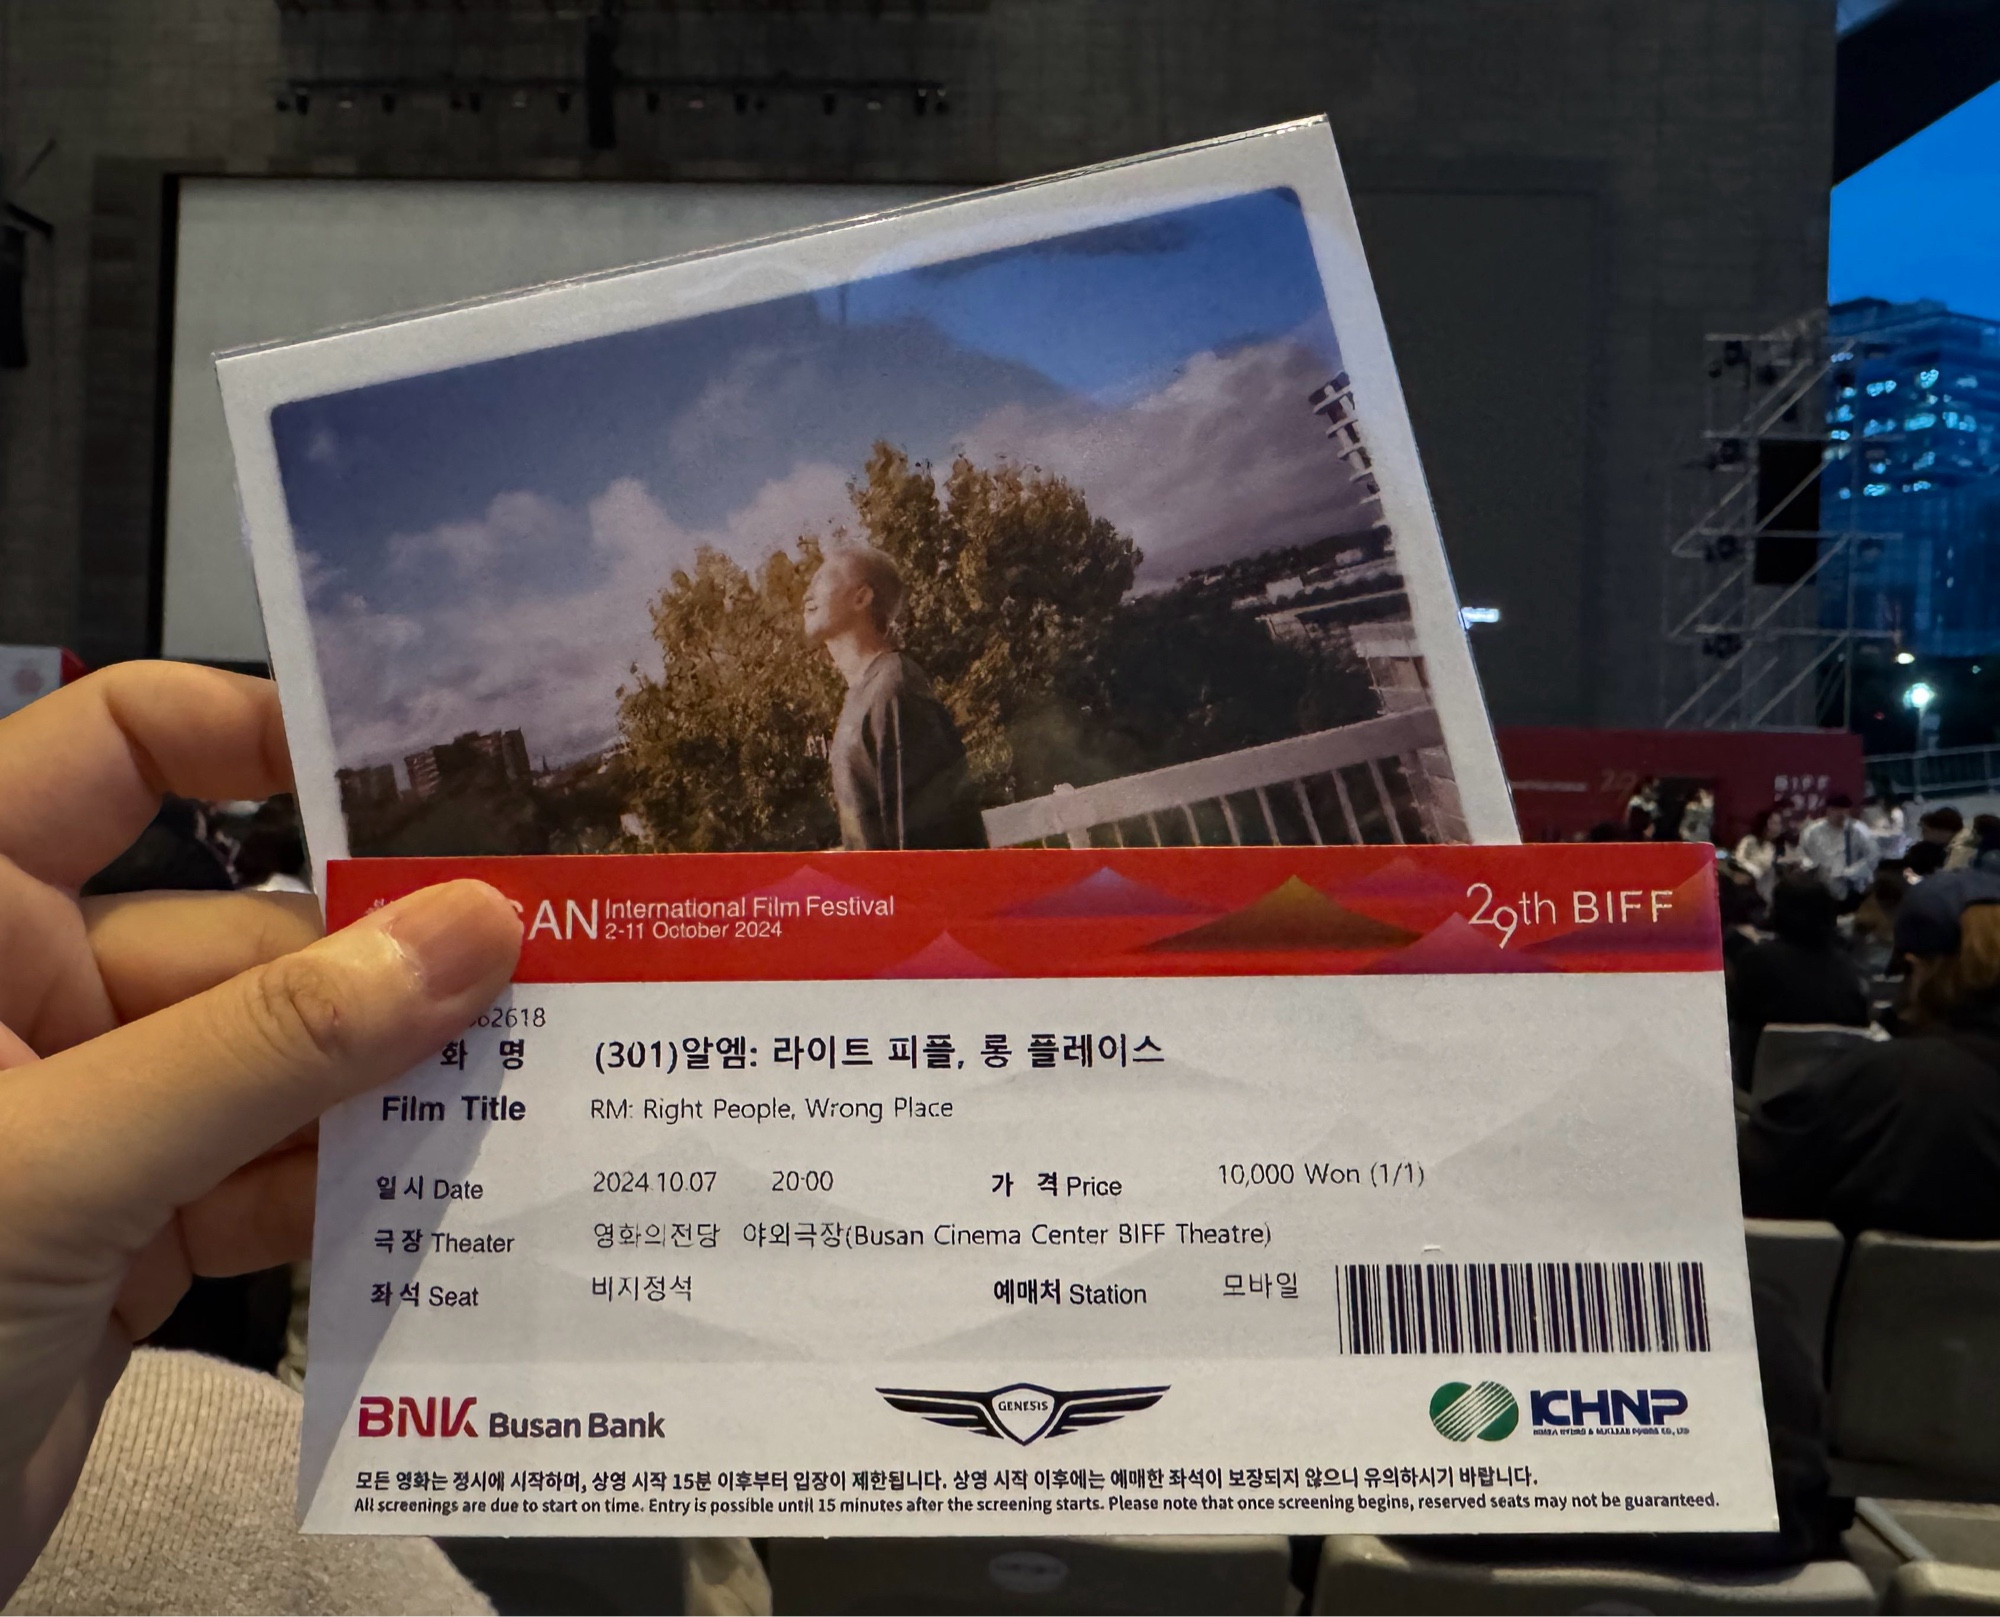 International Film Festival
2-11 October 2024
29th BIFF
62618
화 명 (301)알엠: 라이트 피플, 롱 플레이스
Film Title RM: Right People, Wrong Place
일 시 Date 2024.10.07 20:00 가 격 Price 10,000 Won (1/1)
극 장 Theater 영화의전당 야외극장(Busan Cinema Center BIFF Theatre)
좌 석 Seat 비지정석 예매처 Station 모바일
BNK Busan Bank
GENESIS
KHNP
KOREA HYDRO & NUCLEAR POWER CO., LTD
모든 영화는 정시에 시작하며, 상영 시작 15분 이후부터 입장이 제한됩니다. 상영 시작 이후에는 예매한 좌석이 보장되지 않으니 유의하시기 바랍니다.
All screenings are due to start on time. Entry is possible until 15 minutes after the screening starts. Please note that once screening begins, reserved seats may not be guaranteed.
BIFF